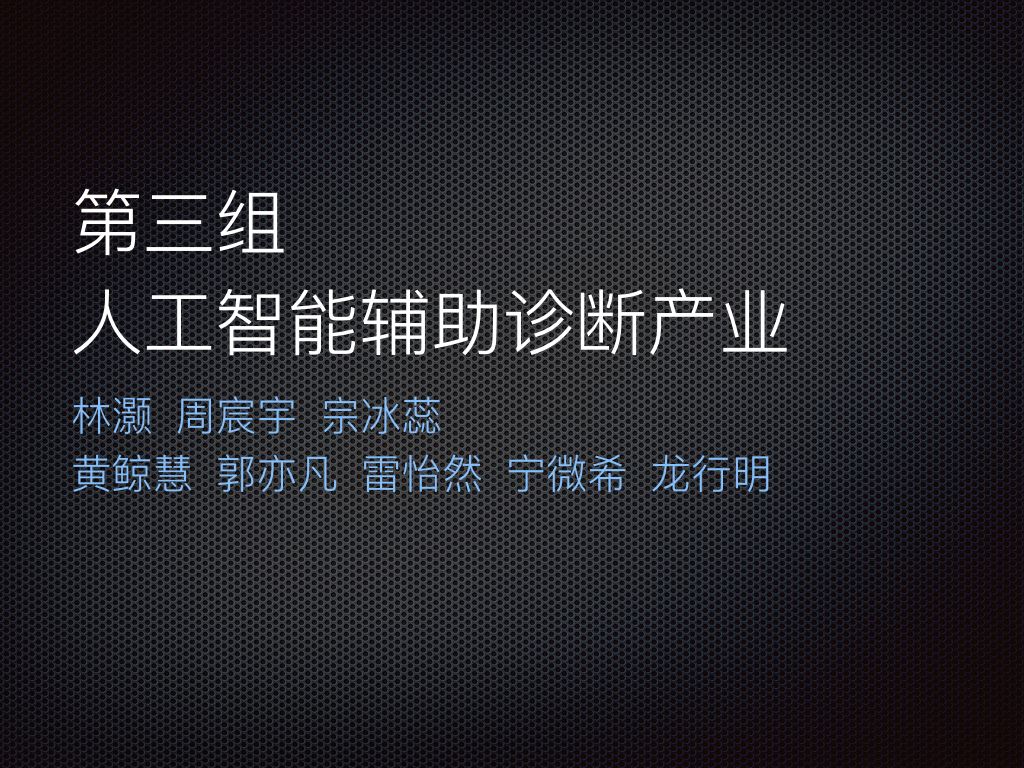 第三组
人工智能辅助诊断产业
林灏 周宸宇 宗冰蕊
黄鲸慧 郭亦凡 雷怡然 宁微希 龙行明